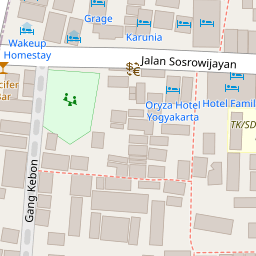 Grage
Karunia
Wakeup
Homestay
Jalan Sosrowijayan
Oryza Hotel
Yogyakarta
Hotel Famil
TK/SD
Gang Kebon